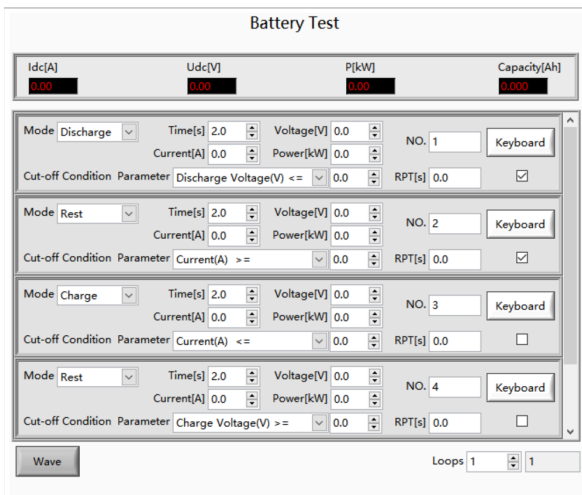 Battery Test
Idc[A] Udc[V] P[kW] Capacity[Ah]
0.00 0.00 0.00 0.000
Mode Discharge Time[s] 2.0 Voltage[V] 0.0 NO. 1 Keyboard
Current[A] 0.0 Power[kW] 0.0
Cut-off Condition Parameter Discharge Voltage(V) <= 0.0 RPT[s] 0.0
Mode Rest Time[s] 2.0 Voltage[V] 0.0 NO. 2 Keyboard
Current[A] 0.0 Power[kW] 0.0
Cut-off Condition Parameter Current(A) >= 0.0 RPT[s] 0.0
Mode Charge Time[s] 2.0 Voltage[V] 0.0 NO. 3 Keyboard
Current[A] 0.0 Power[kW] 0.0
Cut-off Condition Parameter Current(A) <= 0.0 RPT[s] 0.0
Mode Rest Time[s] 2.0 Voltage[V] 0.0 NO. 4 Keyboard
Current[A] 0.0 Power[kW] 0.0
Cut-off Condition Parameter Charge Voltage(V) >= 0.0 RPT[s] 0.0
Wave Loops 1 1